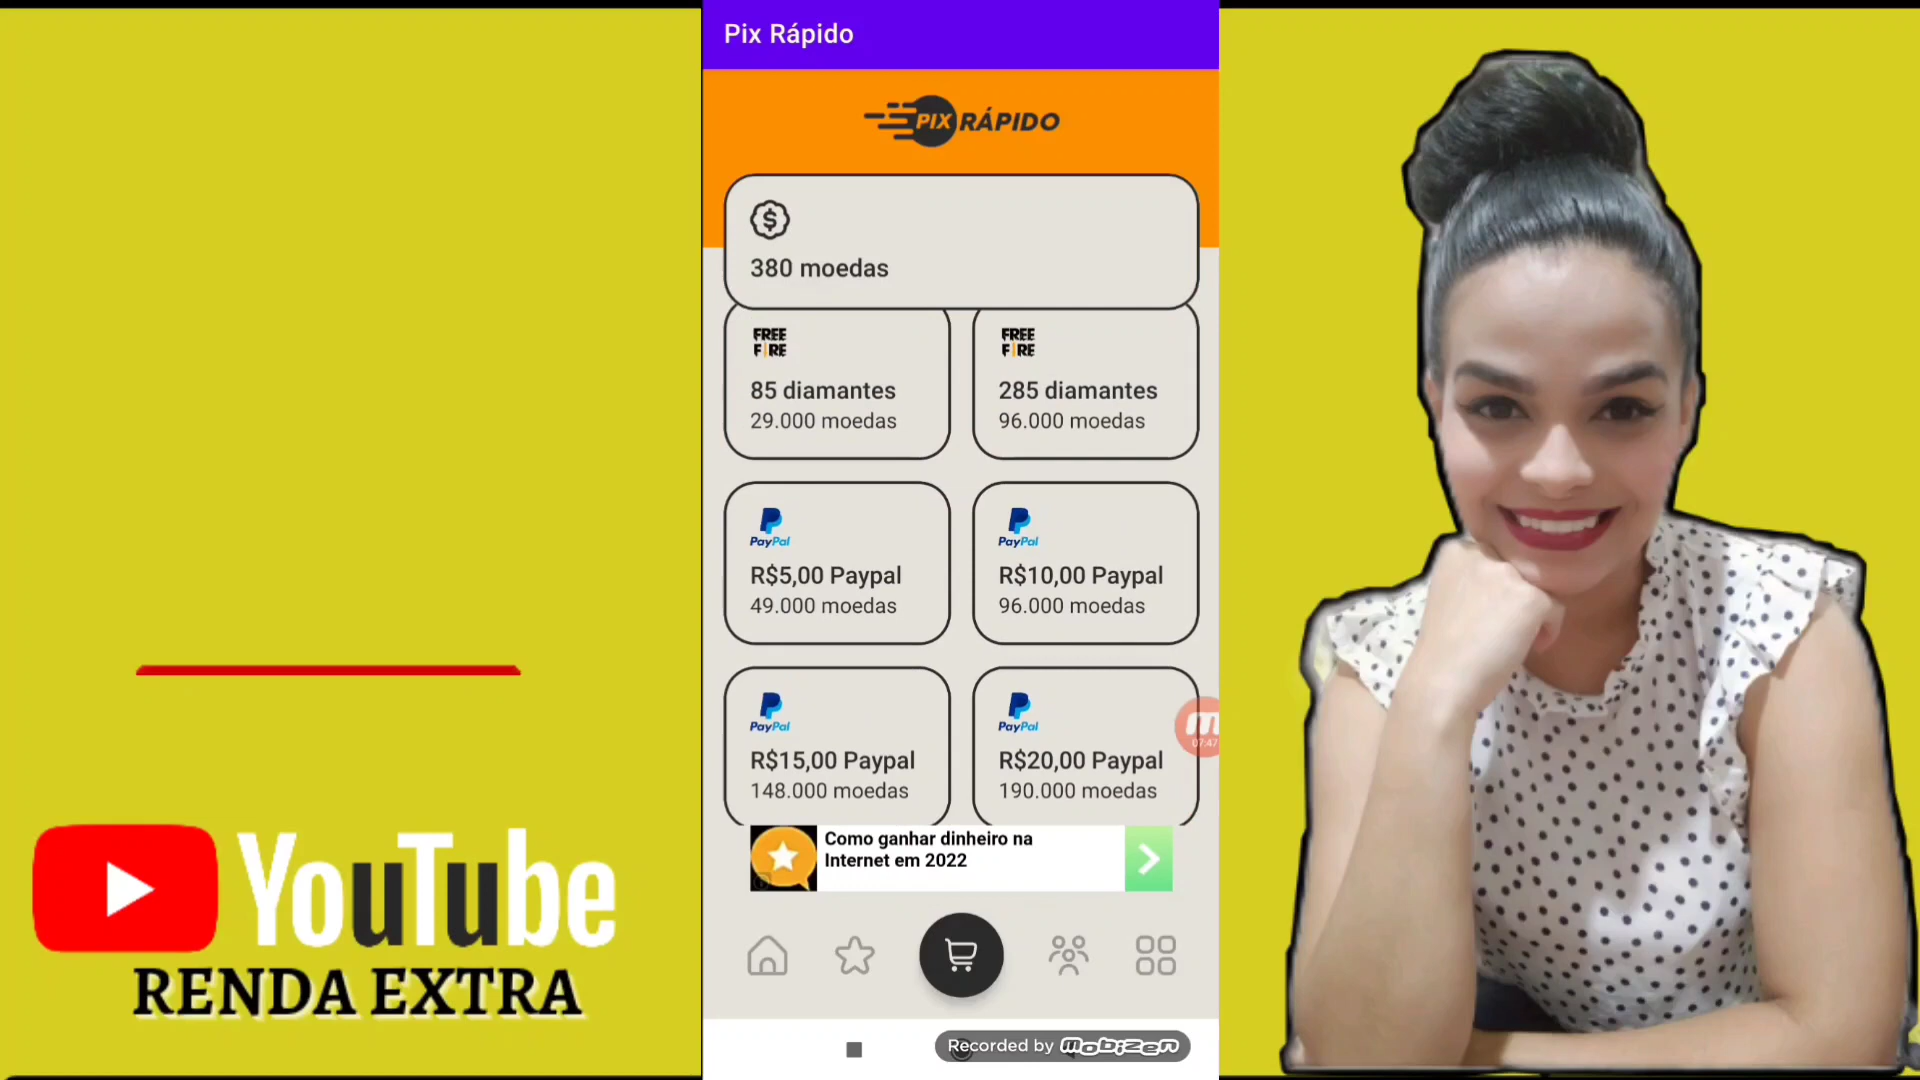 Pix Rápido
PIX RÁPIDO
380 moedas
FREE
FIRE
85 diamantes
29.000 moedas
FREE
FIRE
285 diamantes
96.000 moedas
PayPal
R$5,00 Paypal
49.000 moedas
PayPal
R$10,00 Paypal
96.000 moedas
PayPal
R$15,00 Paypal
148.000 moedas
PayPal
R$20,00 Paypal
190.000 moedas
m
07:47
Como ganhar dinheiro na
Internet em 2022
Recorded by mobizen
YouTube
RENDA EXTRA